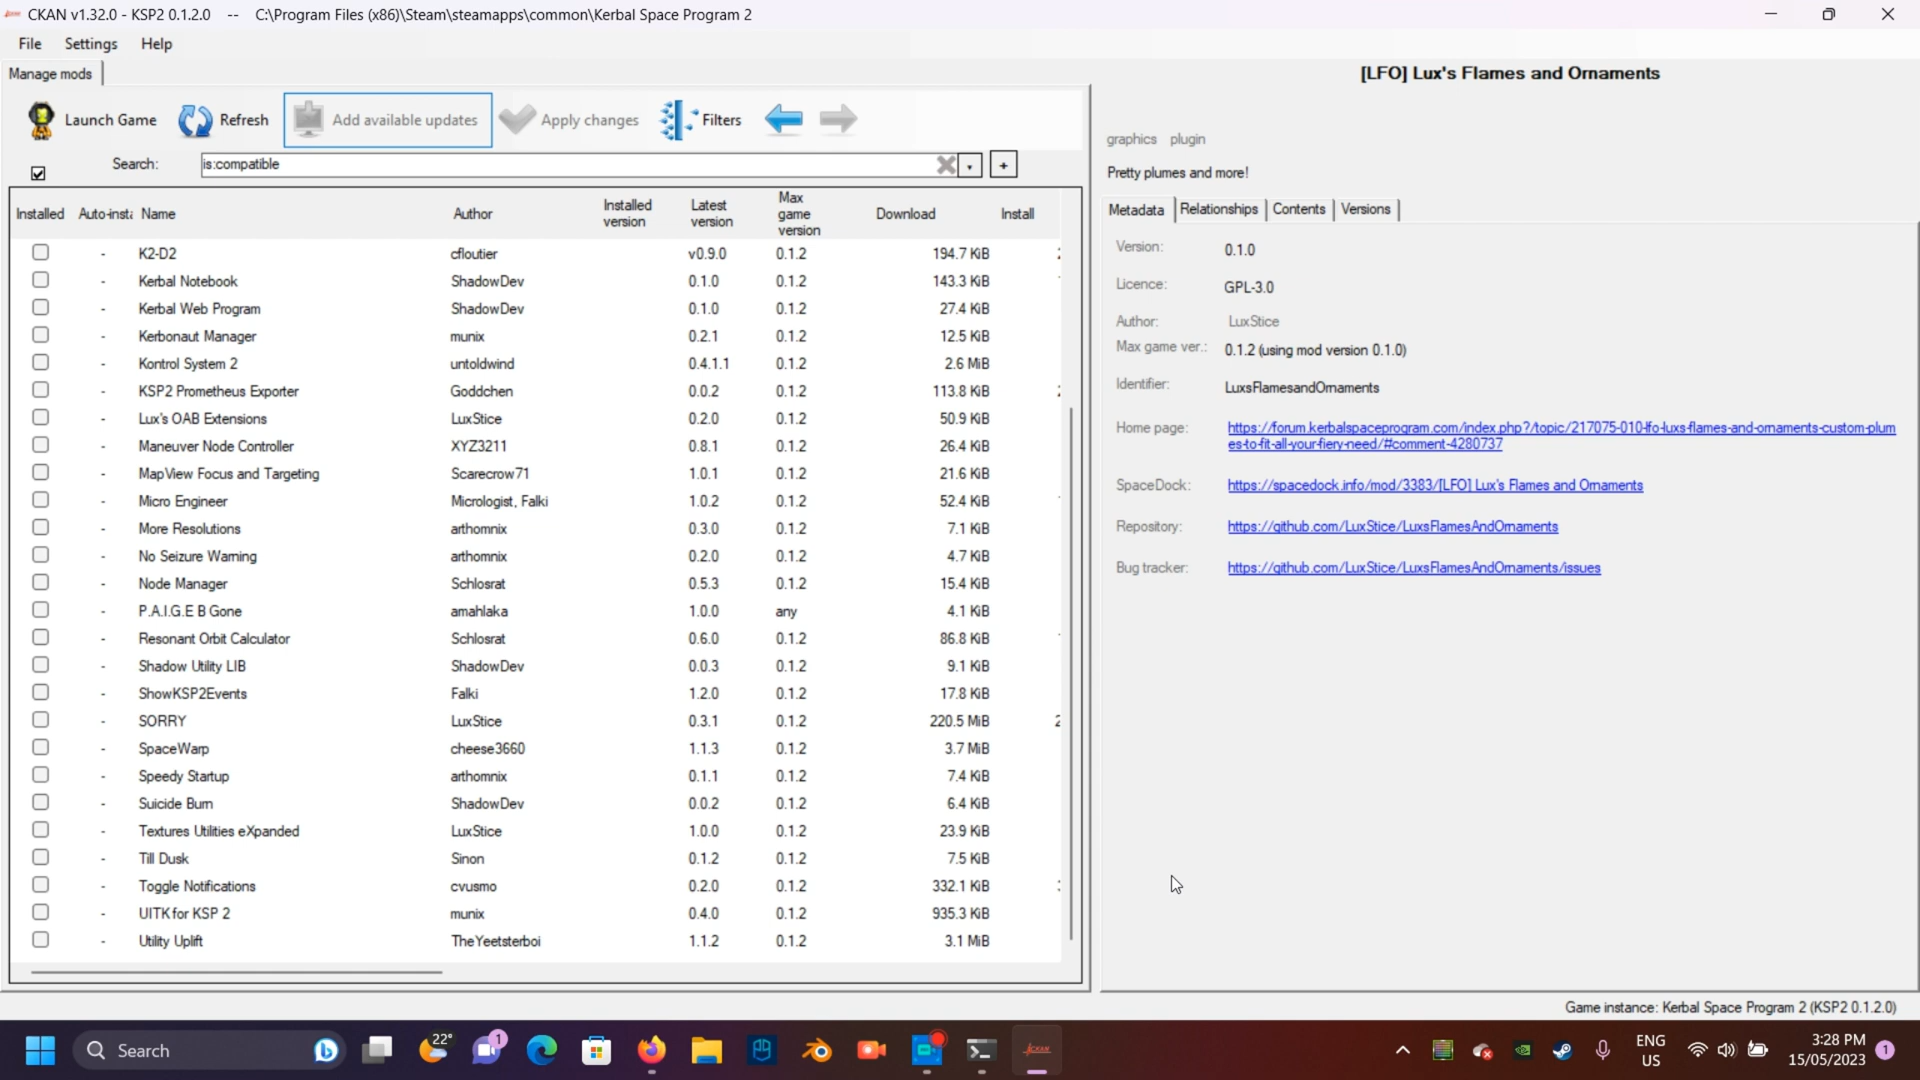 CKAN v1.32.0 - KSP2 0.1.2.0 -- C:\Program Files (x86)\Steam\steamapps\common\Kerbal Space Program 2
File Settings Help
Manage mods
Launch Game Refresh Add available updates Apply changes Filters
Search: is:compatible +
Installed Auto-insta Name Author Installed version Latest version Max game version Download Install
K2-D2 cfloutier v0.9.0 0.1.2 194.7 KiB
- Kerbal Notebook ShadowDev 0.1.0 0.1.2 143.3 KiB
- Kerbal Web Program ShadowDev 0.1.0 0.1.2 27.4 KiB
- Kerbonaut Manager munix 0.2.1 0.1.2 12.5 KiB
- Kontrol System 2 untoldwind 0.4.1.1 0.1.2 2.6 MiB
- KSP2 Prometheus Exporter Goddchen 0.0.2 0.1.2 113.8 KiB
- Lux's OAB Extensions LuxStice 0.2.0 0.1.2 50.9 KiB
- Maneuver Node Controller XYZ3211 0.8.1 0.1.2 26.4 KiB
- MapView Focus and Targeting Scarecrow71 1.0.1 0.1.2 21.6 KiB
- Micro Engineer Micrologist, Falki 1.0.2 0.1.2 52.4 KiB
- More Resolutions arthomnix 0.3.0 0.1.2 7.1 KiB
- No Seizure Warning arthomnix 0.2.0 0.1.2 4.7 KiB
- Node Manager Schlosrat 0.5.3 0.1.2 15.4 KiB
- P.A.I.G.E B Gone amahlaka 1.0.0 any 4.1 KiB
- Resonant Orbit Calculator Schlosrat 0.6.0 0.1.2 86.8 KiB
- Shadow Utility LIB ShadowDev 0.0.3 0.1.2 9.1 KiB
- ShowKSP2Events Falki 1.2.0 0.1.2 17.8 KiB
- SORRY LuxStice 0.3.1 0.1.2 220.5 MiB 2
- SpaceWarp cheese3660 1.1.3 0.1.2 3.7 MiB
- Speedy Startup arthomnix 0.1.1 0.1.2 7.4 KiB
- Suicide Burn ShadowDev 0.0.2 0.1.2 6.4 KiB
- Textures Utilities eXpanded LuxStice 1.0.0 0.1.2 23.9 KiB
- Till Dusk Sinon 0.1.2 0.1.2 7.5 KiB
- Toggle Notifications cvusmo 0.2.0 0.1.2 332.1 KiB
- UITK for KSP 2 munix 0.4.0 0.1.2 935.3 KiB
- Utility Uplift TheYeetsterboi 1.1.2 0.1.2 3.1 MiB
[LFO] Lux's Flames and Ornaments
graphics plugin
Pretty plumes and more!
Metadata Relationships Contents Versions
Version: 0.1.0
Licence: GPL-3.0
Author: LuxStice
Max game ver.: 0.1.2 (using mod version 0.1.0)
Identifier: LuxsFlamesandOrnaments
Home page: https://forum.kerbalspaceprogram.com/index.php?/topic/217075-010-lfo-luxs-flames-and-ornaments-custom-plum
es-to-fit-all-your-fiery-need/#comment-4280737
SpaceDock: https://spacedock.info/mod/3383/[LFO] Lux's Flames and Ornaments
Repository: https://github.com/LuxStice/LuxsFlamesAndOrnaments
Bug tracker: https://github.com/LuxStice/LuxsFlamesAndOrnaments/issues
Game instance: Kerbal Space Program 2 (KSP2 0.1.2.0)
Search 22° 1 CKAN ENG US 3:28 PM 15/05/2023 1